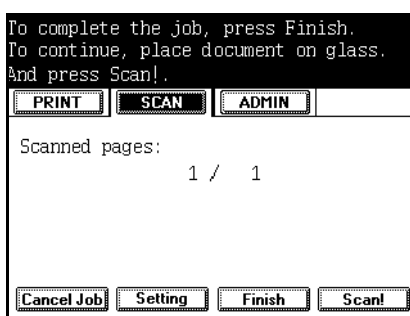 To complete the job, press Finish.
To continue, place document on glass.
And press Scan!.
PRINT SCAN ADMIN
Scanned pages:
1 / 1
Cancel Job Setting Finish Scan!